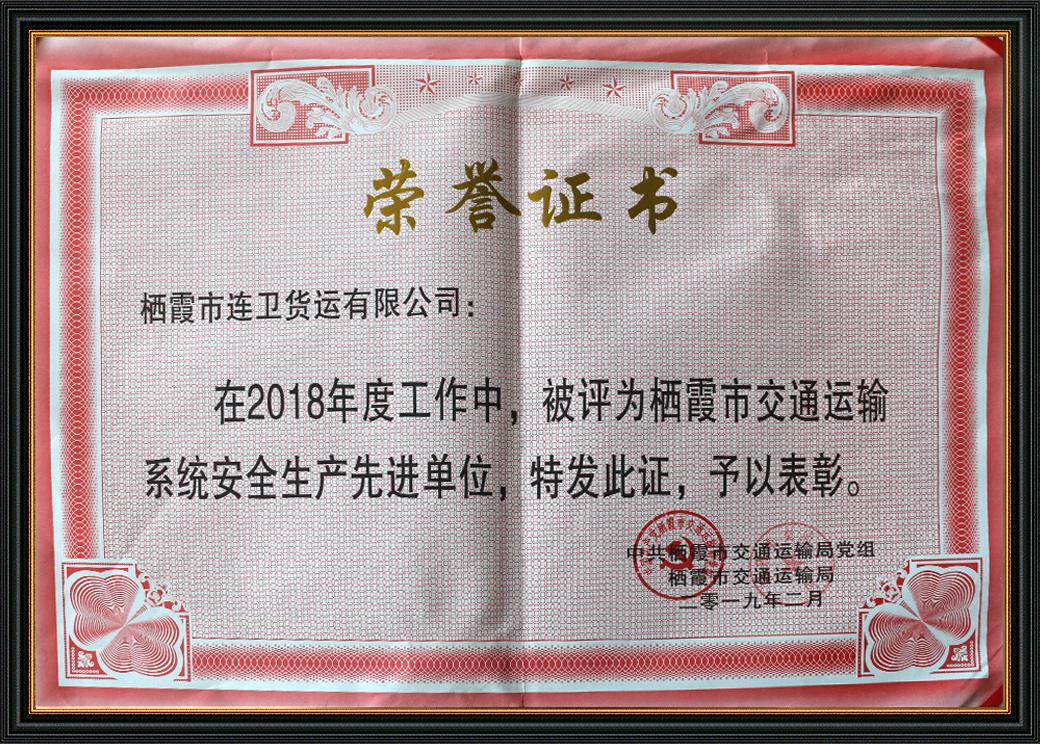 荣誉证书
栖霞市连卫货运有限公司：
在2018年度工作中，被评为栖霞市交通运输
系统安全生产先进单位，特发此证，予以表彰。
中共栖霞市交通运输局党组
栖霞市交通运输局
二零一九年二月